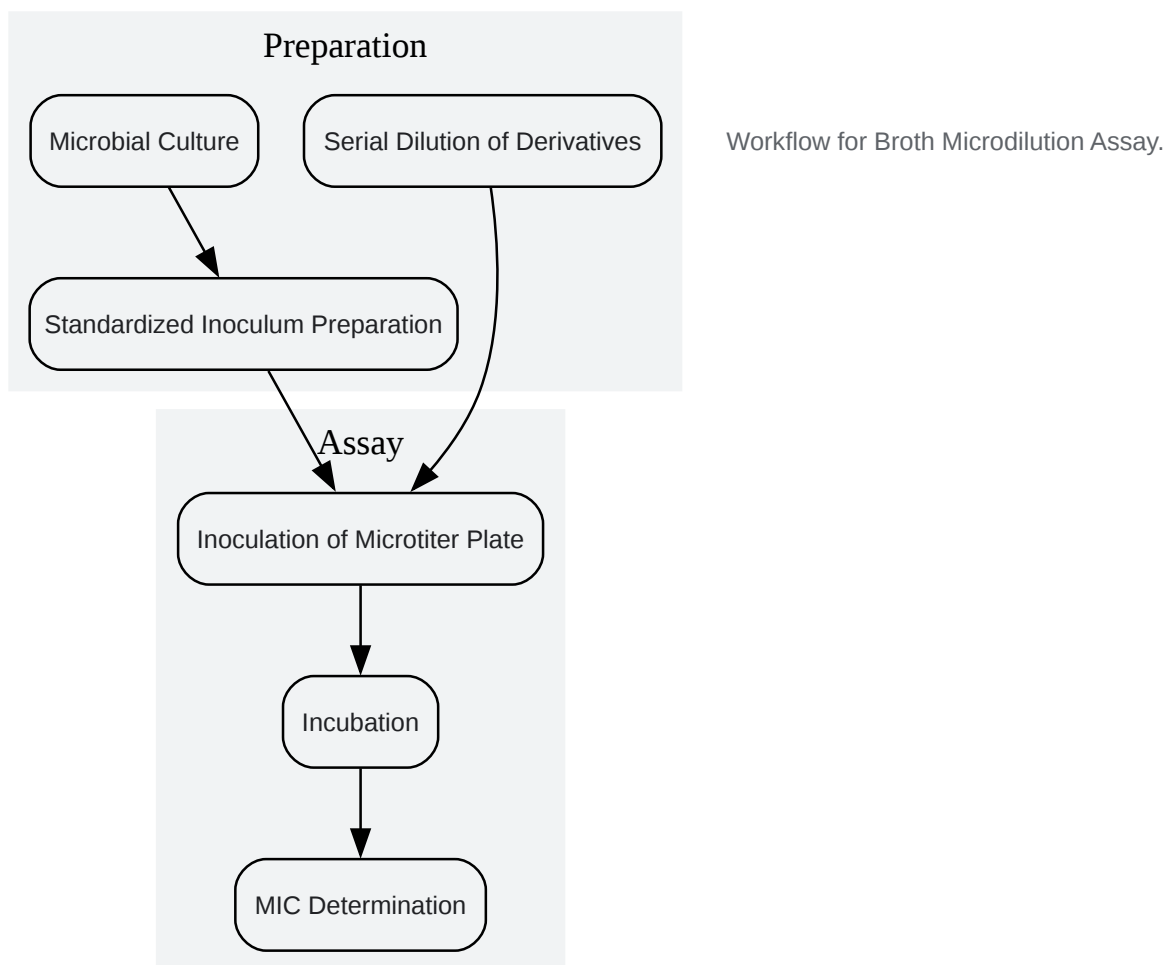 Preparation
Microbial Culture
Serial Dilution of Derivatives
Workflow for Broth Microdilution Assay.
Standardized Inoculum Preparation
Assay
Inoculation of Microtiter Plate
Incubation
MIC Determination